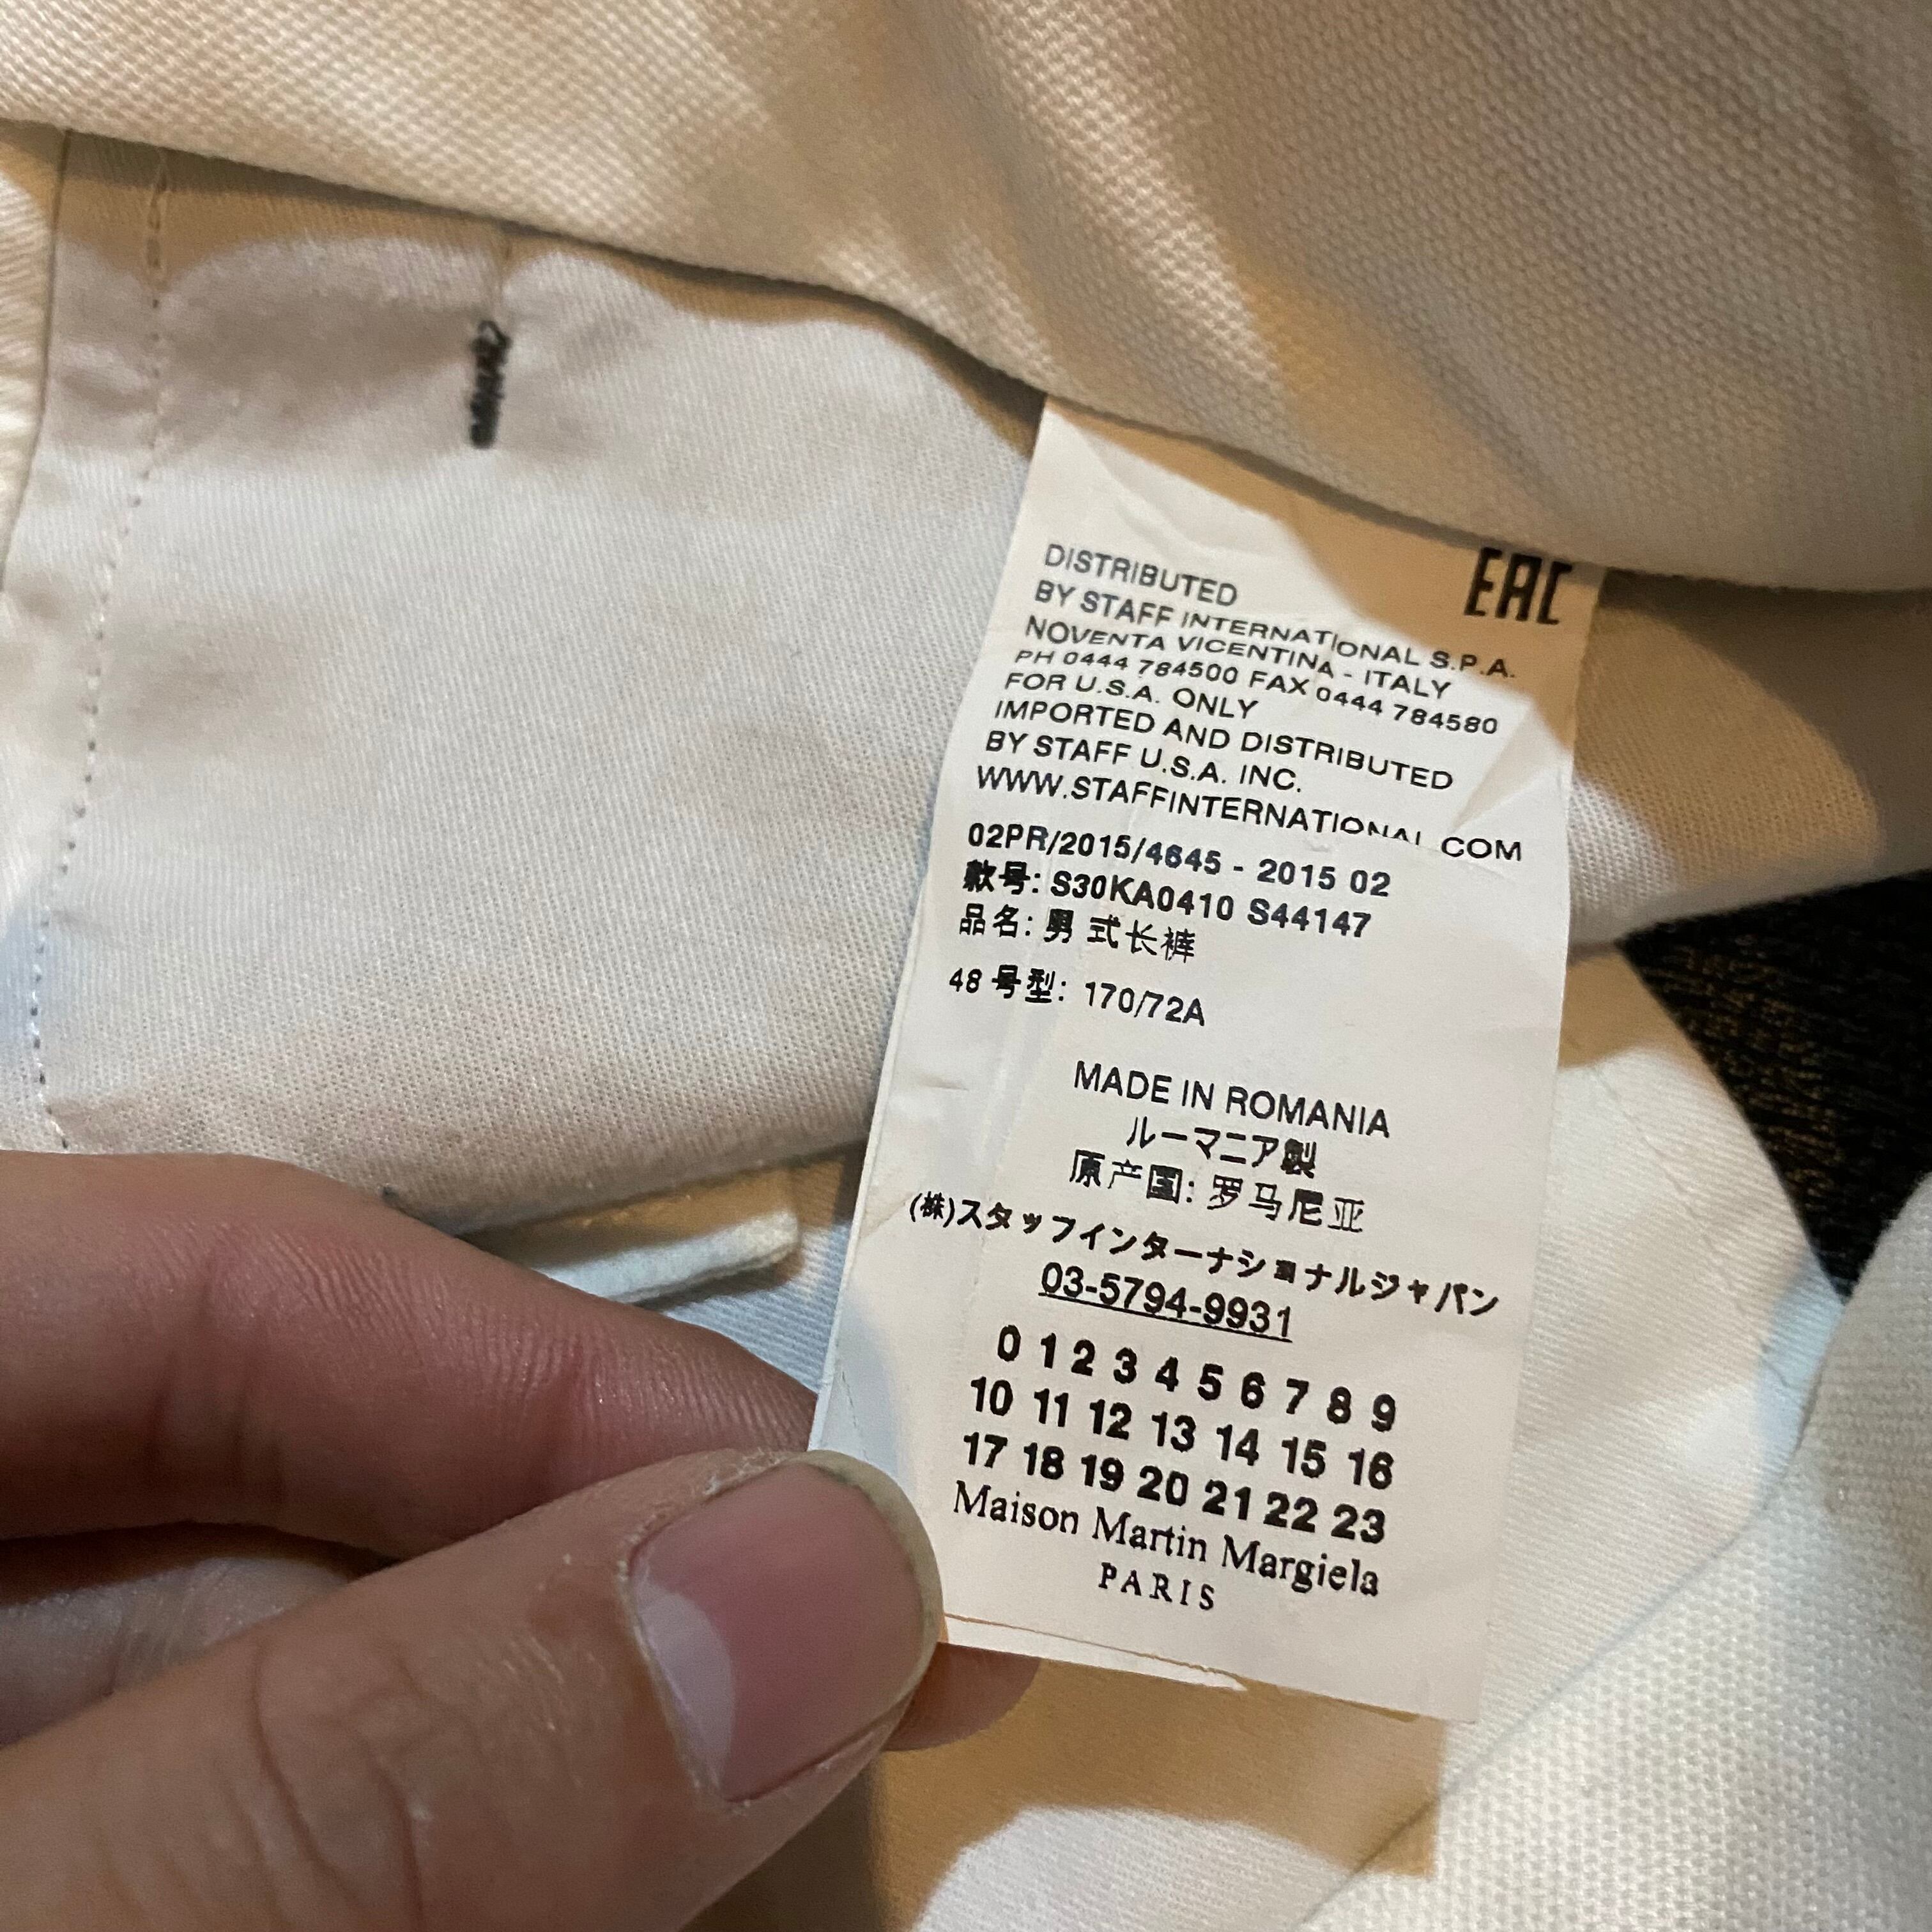 EAC
DISTRIBUTED
BY STAFF INTERNATIONAL S.P.A.
NOVENTA VICENTINA - ITALY
PH 0444 784500 FAX 0444 784580
FOR U.S.A. ONLY
IMPORTED AND DISTRIBUTED
BY STAFF U.S.A. INC.
WWW.STAFFINTERNATIONAL.COM
02PR/2015/4645 - 2015 02
款号: S30KA0410 S44147
品名: 男 式长裤
48 号型: 170/72A
MADE IN ROMANIA
ルーマニア製
原产国: 罗马尼亚
(株)スタッフインターナショナルジャパン
03-5794-9931
0 1 2 3 4 5 6 7 8 9
10 11 12 13 14 15 16
17 18 19 20 21 22 23
Maison Martin Margiela
PARIS